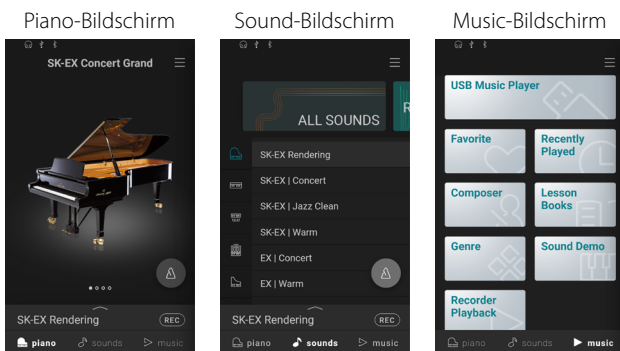 Piano-Bildschirm
SK-EX Concert Grand
SK-EX Rendering
REC
piano
sounds
music
Sound-Bildschirm
ALL SOUNDS
R
SK-EX Rendering
SK-EX | Concert
SK-EX | Jazz Clean
SK-EX | Warm
EX | Concert
EX | Warm
SK-EX Rendering
REC
piano
sounds
music
Music-Bildschirm
USB Music Player
Favorite
Recently
Played
Composer
Lesson
Books
Genre
Sound Demo
Recorder
Playback
piano
sounds
music